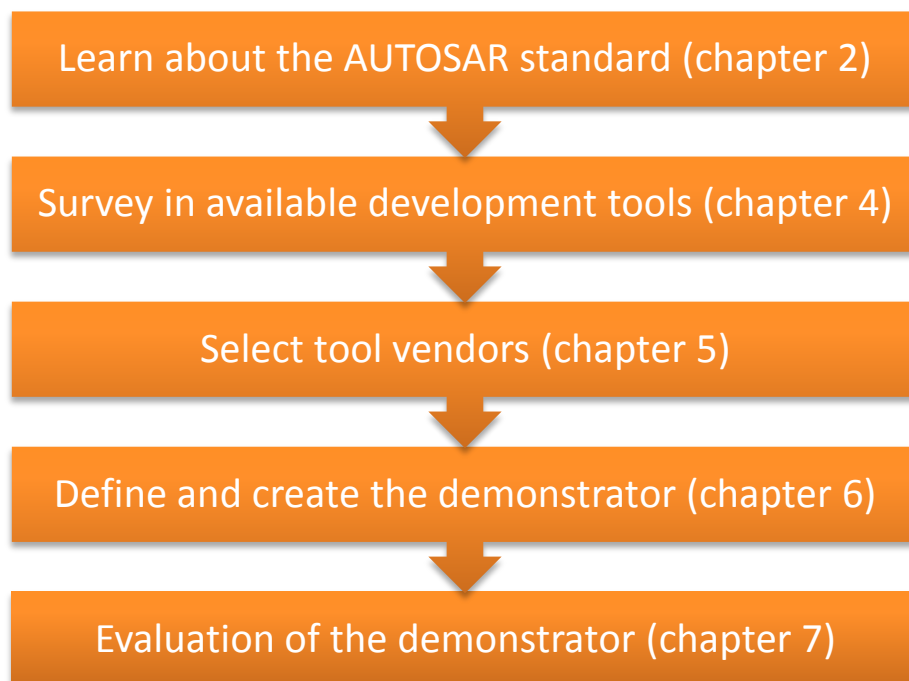 Learn about the AUTOSAR standard (chapter 2)
Survey in available development tools (chapter 4)
Select tool vendors (chapter 5)
Define and create the demonstrator (chapter 6)
Evaluation of the demonstrator (chapter 7)